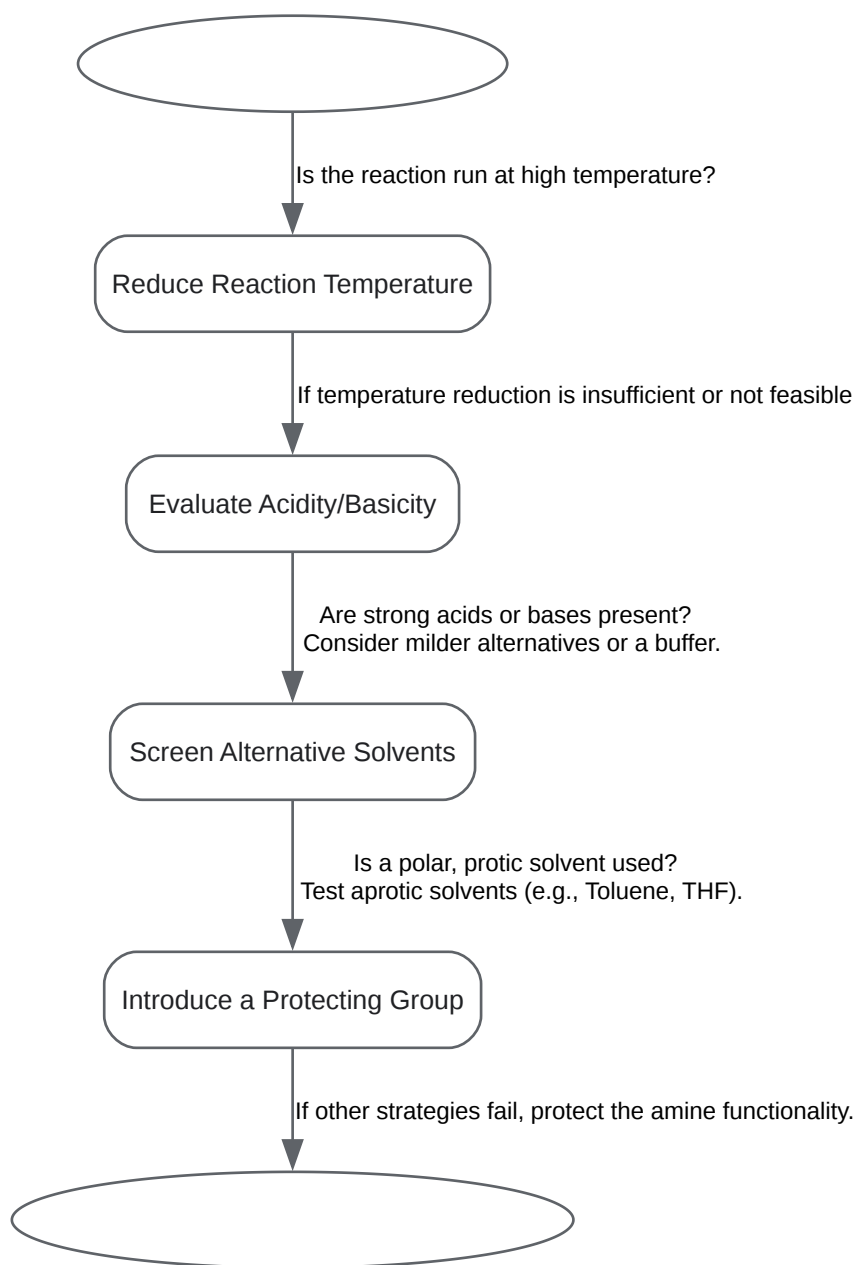 Is the reaction run at high temperature?
Reduce Reaction Temperature
If temperature reduction is insufficient or not feasible
Evaluate Acidity/Basicity
Are strong acids or bases present?
Consider milder alternatives or a buffer.
Screen Alternative Solvents
Is a polar, protic solvent used?
Test aprotic solvents (e.g., Toluene, THF).
Introduce a Protecting Group
If other strategies fail, protect the amine functionality.